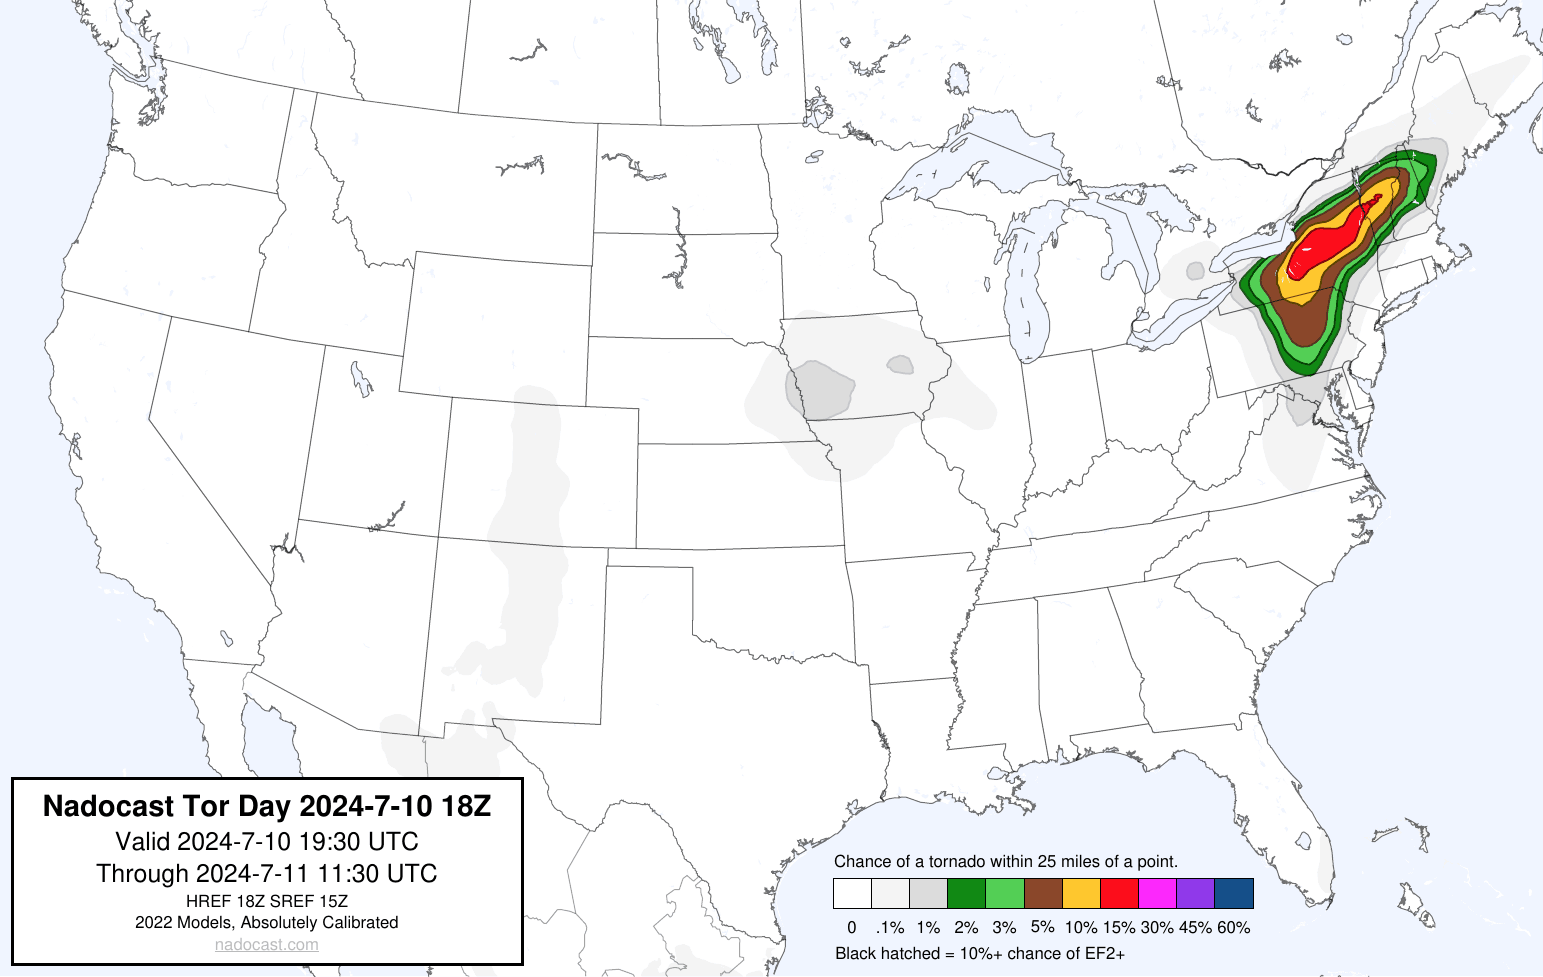 Nadocast Tor Day 2024-7-10 18Z
Valid 2024-7-10 19:30 UTC
Through 2024-7-11 11:30 UTC
HREF 18Z SREF 15Z
2022 Models, Absolutely Calibrated
nadocast.com
Chance of a tornado within 25 miles of a point.
0 .1% 1% 2% 3% 5% 10% 15% 30% 45% 60%
Black hatched = 10%+ chance of EF2+